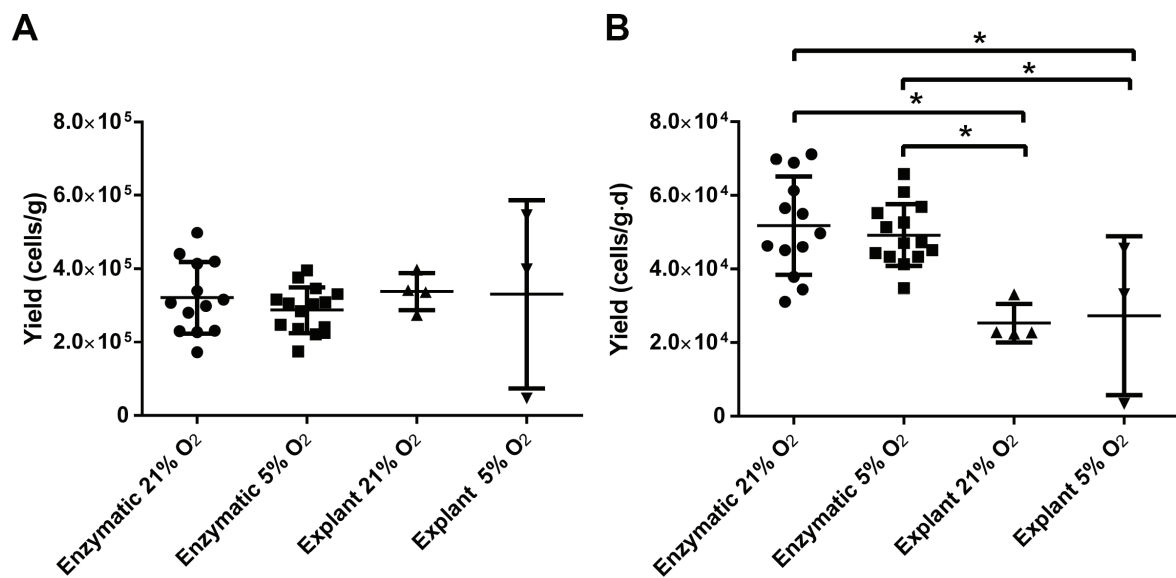 A
Yield (cells/g)
8.0×10⁵
6.0×10⁵
4.0×10⁵
2.0×10⁵
0
Enzymatic 21% O₂
Enzymatic 5% O₂
Explant 21% O₂
Explant 5% O₂
B
*
*
*
*
Yield (cells/g·d)
8.0×10⁴
6.0×10⁴
4.0×10⁴
2.0×10⁴
0
Enzymatic 21% O₂
Enzymatic 5% O₂
Explant 21% O₂
Explant 5% O₂